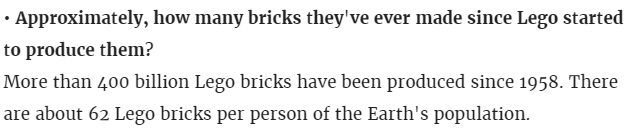 • Approximately, how many bricks they've ever made since Lego started
to produce them?
More than 400 billion Lego bricks have been produced since 1958. There
are about 62 Lego bricks per person of the Earth's population.